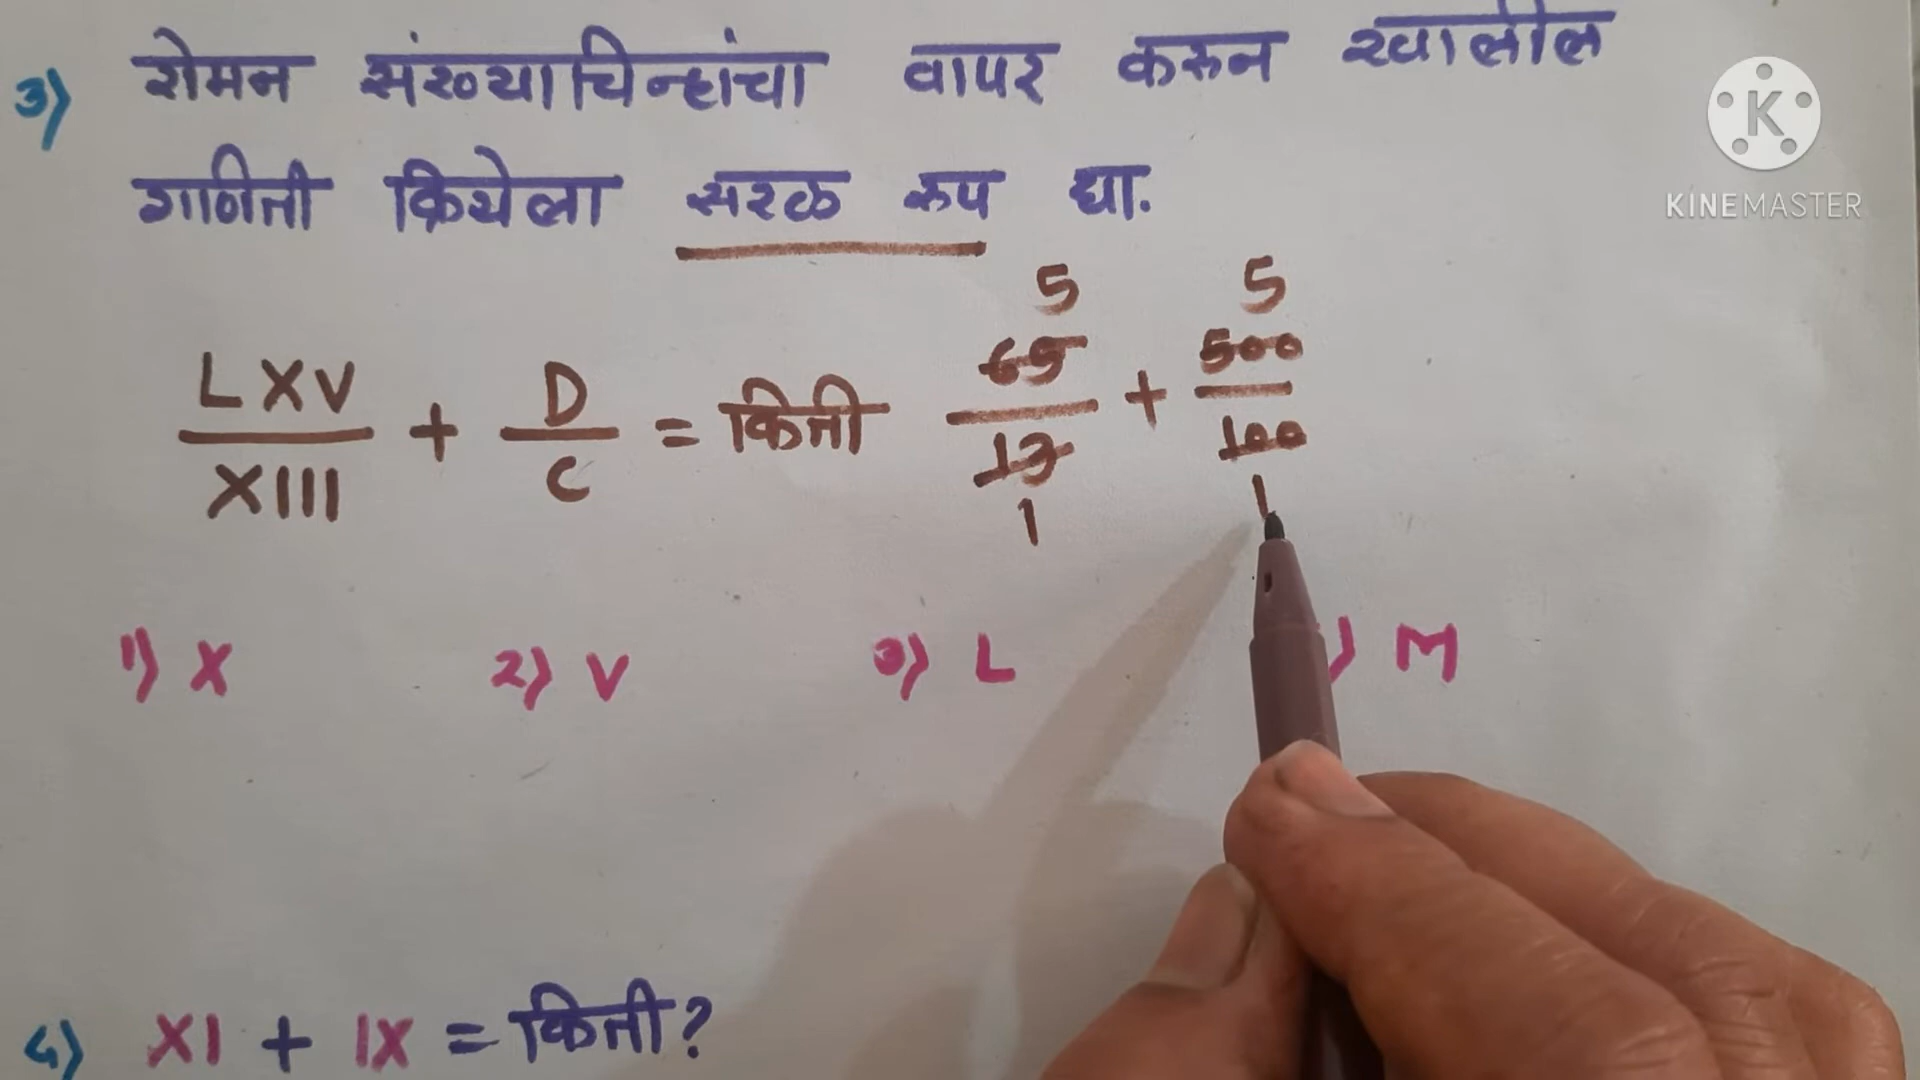 3) रोमन संख्याचिन्हांचा वापर करुन खालील
गणिती क्रियेला सरळ रुप द्या.
LXV/XIII + D/C = किती 65/13 + 500/100
5 5
1 1
1) X 2) V 3) L ) M
4) XI + IX = किती?
KINEMASTER